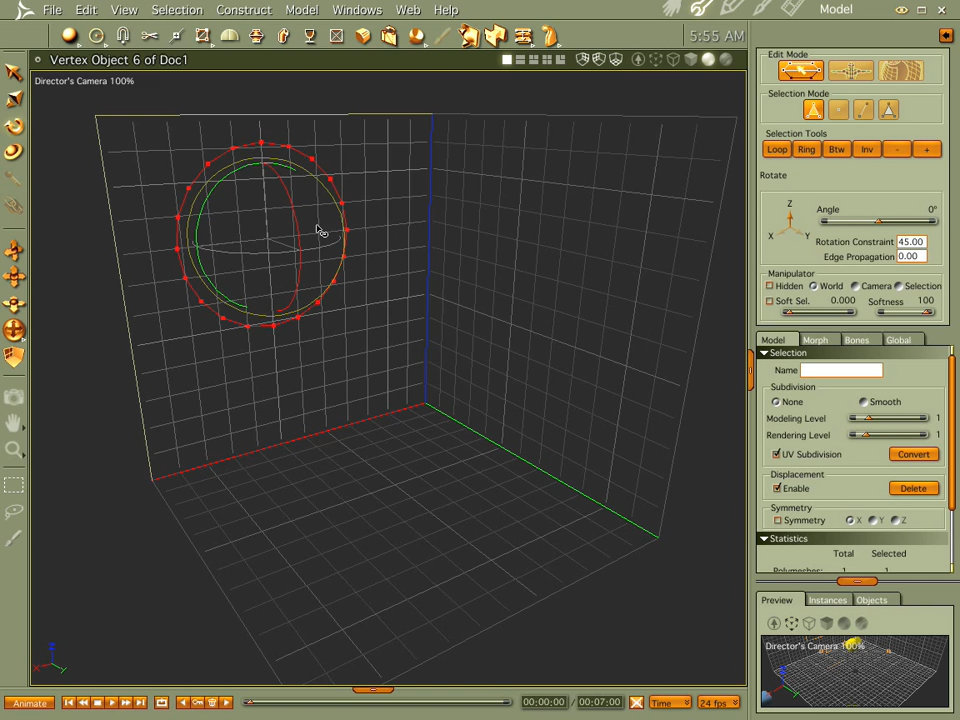 File Edit View Selection Construct Model Windows Web Help
Model
5:55 AM
Vertex Object 6 of Doc1
Director's Camera 100%
Edit Mode
Selection Mode
Selection Tools
Loop Ring Btw Inv - +
Rotate
Z
X Y
Angle 0°
Rotation Constraint 45.00
Edge Propagation 0.00
Manipulator
Hidden World Camera Selection
Soft Sel. 0.000 Softness 100
Model Morph Bones Global
Selection
Name
Subdivision
None Smooth
Modeling Level 1
Rendering Level 1
UV Subdivision Convert
Displacement
Enable Delete
Symmetry
Symmetry X Y Z
Statistics
Total Selected
Polymeshes: 1 1
Preview Instances Objects
Director's Camera 100%
Z
X Y
Animate
00:00:00 / 00:07:00 Time 24 fps